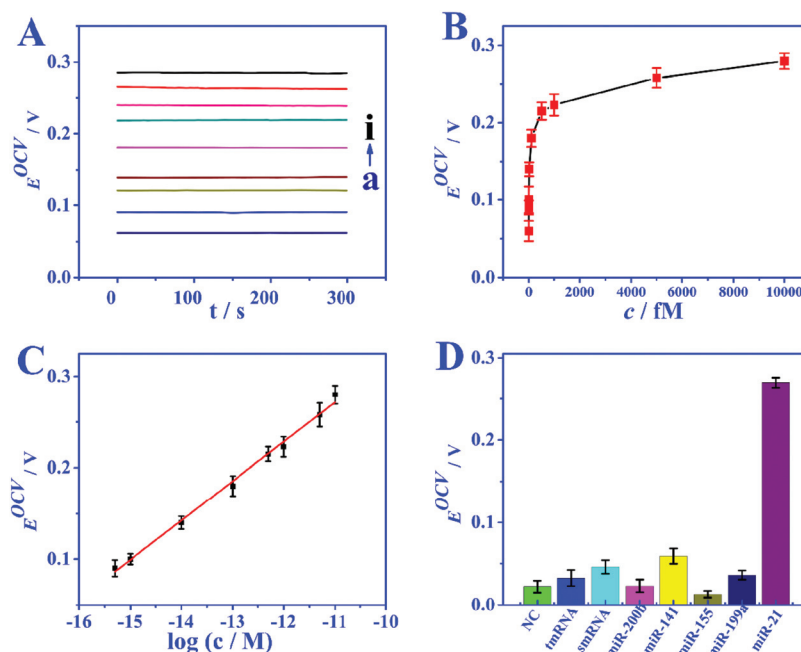 A
0.3
0.2
0.1
0.0
E^OCV / V
i
a
0
100
200
300
t / s
B
0.3
0.2
0.1
0.0
E^OCV / V
0
2000
4000
6000
8000
10000
c / fM
C
0.3
0.2
0.1
E^OCV / V
-16
-15
-14
-13
-12
-11
-10
log (c / M)
D
0.3
0.2
0.1
0.0
E^OCV / V
NC
tmRNA
smRNA
miR-200b
miR-141
miR-155
miR-199a
miR-21